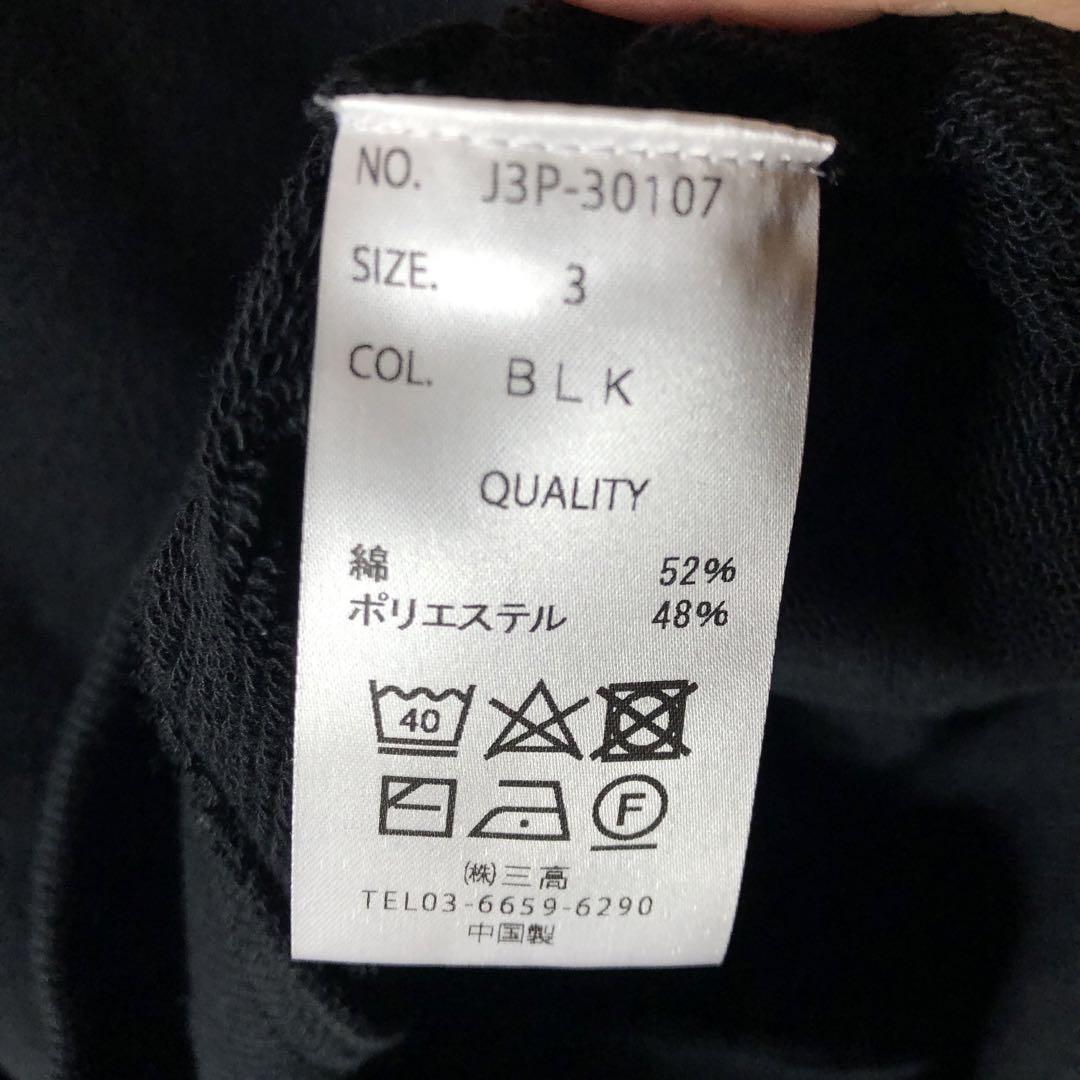 NO. J3P-30107
SIZE. 3
COL. BLK
QUALITY
綿 52%
ポリエステル 48%
40
F
㈱三高
TEL03-6659-6290
中国製